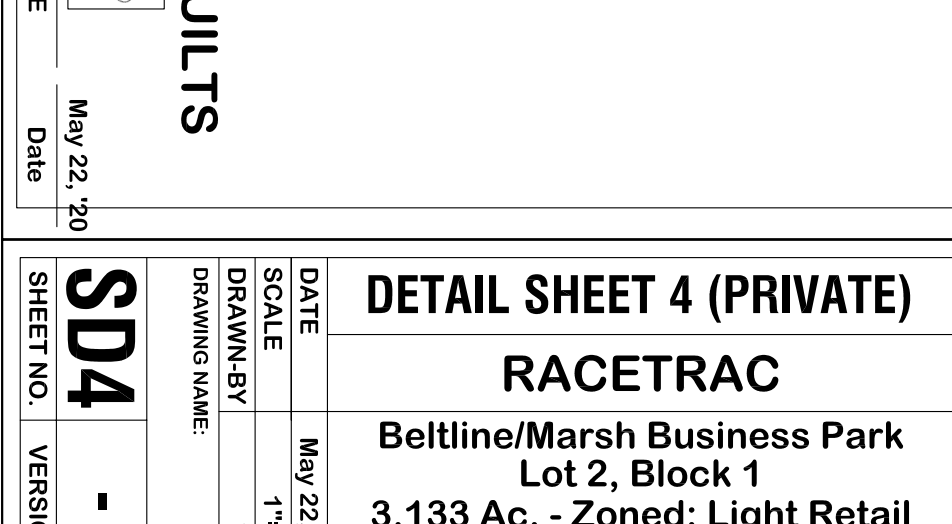 DETAIL SHEET 4 (PRIVATE)
RACETRAC
Beltline/Marsh Business Park
Lot 2, Block 1
3.133 Ac. - Zoned: Light Retail
DATE
May 22
SCALE
1"=
DRAWN-BY
DRAWING NAME:
SD4
-
SHEET NO.
May 22, '20
Date